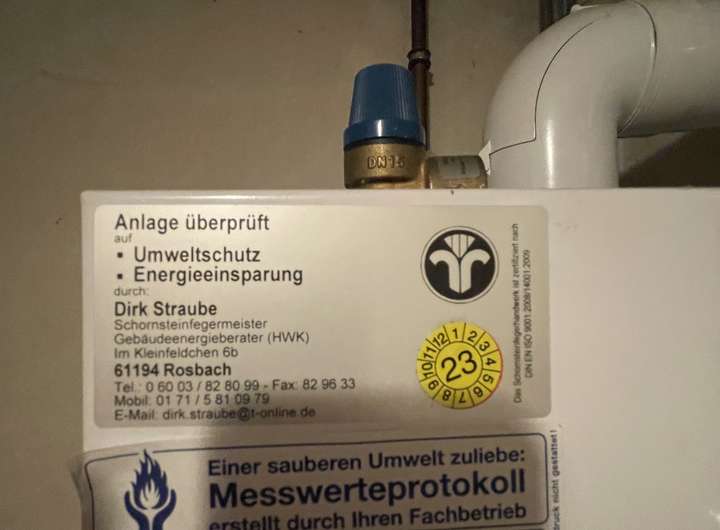 DN 15
Anlage überprüft
auf
▪ Umweltschutz
▪ Energieeinsparung
durch:
Dirk Straube
Schornsteinfegermeister
Gebäudeenergieberater (HWK)
Im Kleinfeldchen 6b
61194 Rosbach
Tel.: 0 60 03 / 82 80 99 - Fax: 82 96 33
Mobil: 01 71 / 5 81 09 79
E-Mail: dirk.straube@t-online.de
1 2 3 4 5 6 7 8 9 10 11 12
23
Das Schornsteinfegerhandwerk ist zertifiziert nach
DIN EN ISO 9001:2008/14001:2009
Einer sauberen Umwelt zuliebe:
Messwerteprotokoll
erstellt durch Ihren Fachbetrieb
druck nicht gestattet!